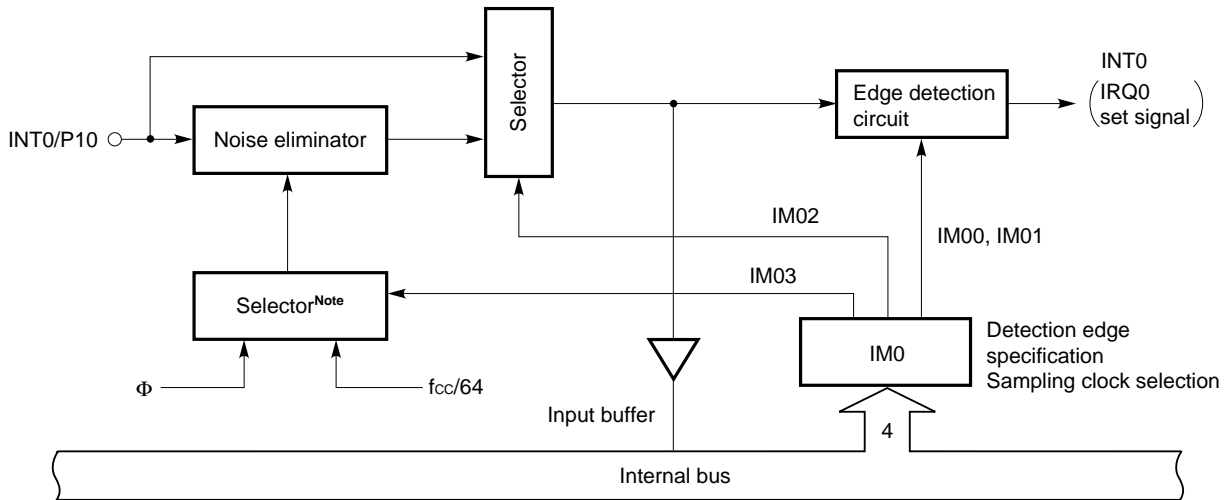 INT0/P10
Noise eliminator
Selector
Edge detection
circuit
INT0
(IRQ0
set signal)
IM02
IM00, IM01
IM03
SelectorNote
Φ
fCC/64
IM0
Detection edge
specification
Sampling clock selection
Input buffer
4
Internal bus